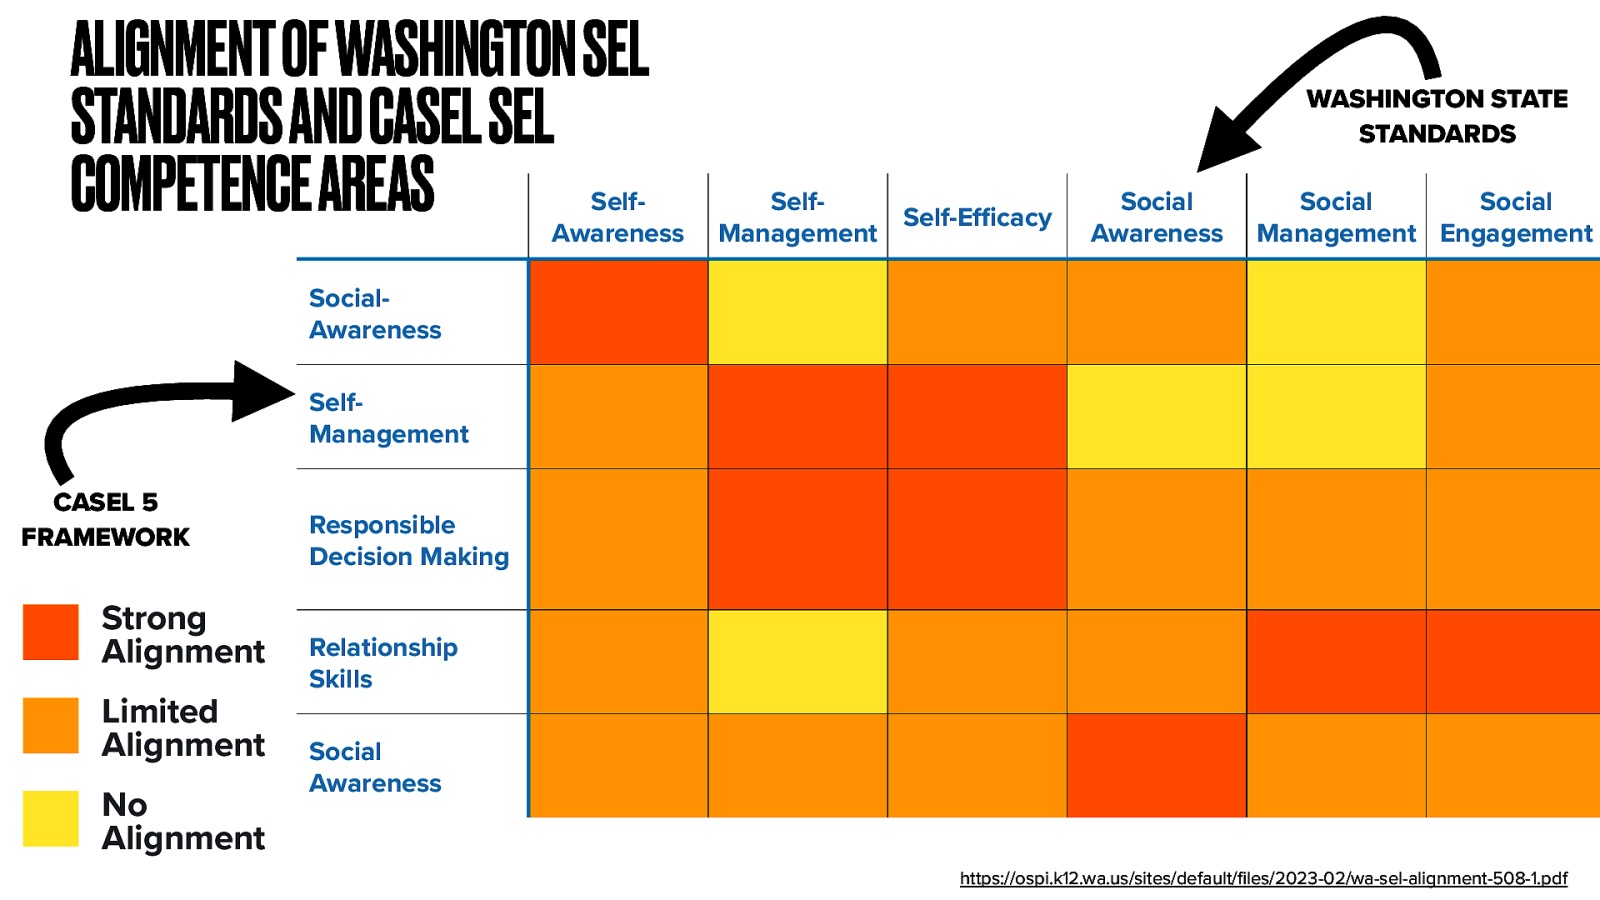 ALIGNMENT OF WASHINGTON SEL
STANDARDS AND CASEL SEL
COMPETENCE AREAS
WASHINGTON STATE
STANDARDS
Self-
Awareness
Self-
Management
Self-Efficacy
Social
Awareness
Social
Management
Social
Engagement
Social-
Awareness
Self-
Management
Responsible
Decision Making
Relationship
Skills
Social
Awareness
CASEL 5
FRAMEWORK
Strong
Alignment
Limited
Alignment
No
Alignment
https://ospi.k12.wa.us/sites/default/files/2023-02/wa-sel-alignment-508-1.pdf